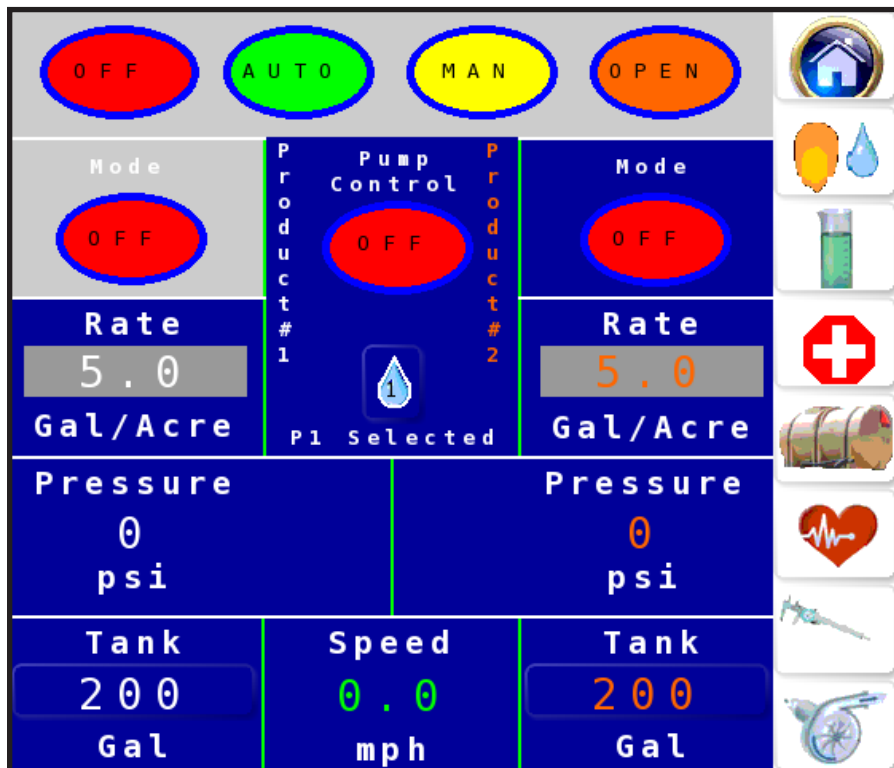 OFF AUTO MAN OPEN
Mode
OFF
Product#1
Pump
Control
OFF
Product#2
1
P1 Selected
Mode
OFF
Rate
5.0
Gal/Acre
Rate
5.0
Gal/Acre
Pressure
0
psi
Pressure
0
psi
Tank
200
Gal
Speed
0.0
mph
Tank
200
Gal